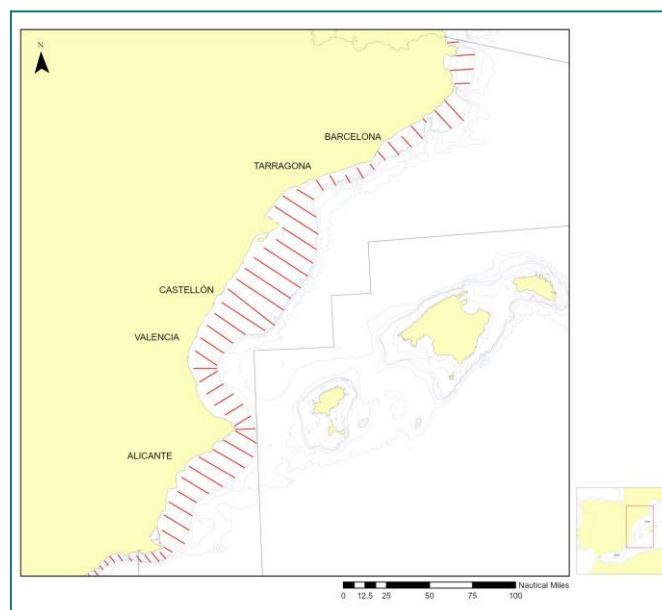 N
BARCELONA
TARRAGONA
CASTELLÓN
VALENCIA
ALICANTE
Nautical Miles
0 12.5 25 50 75 100